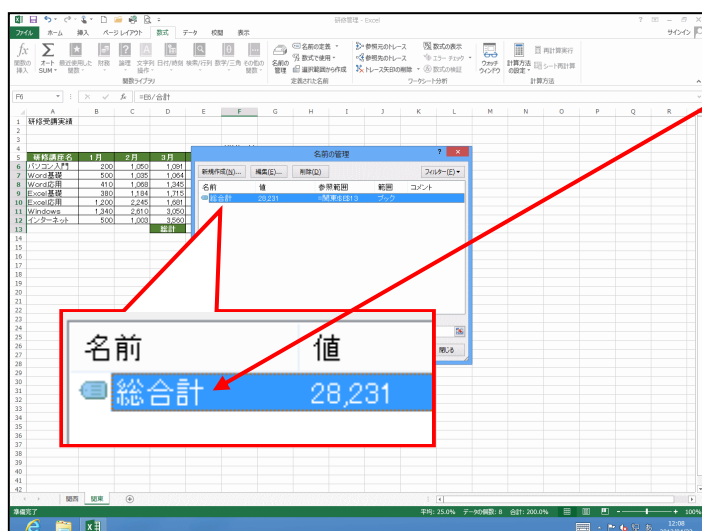 研修管理 - Excel
サインイン
ファイル ホーム 挿入 ページレイアウト 数式 データ 校閲 表示
関数の挿入
オート SUM
最近使用した関数
財務
論理
文字列操作
日付/時刻
検索/行列
数学/三角
その他の関数
関数ライブラリ
名前の管理
名前の定義
数式で使用
選択範囲から作成
定義された名前
参照元のトレース
参照先のトレース
トレース矢印の削除
数式の表示
エラー チェック
数式の検証
ワークシート分析
ウォッチウィンドウ
計算方法の設定
再計算実行
シート再計算
計算方法
F6
=E6/合計
A B C D E F G H I J K L M N O P Q R
研修受講実績
研修講座名 1月 2月 3月
パソコン入門 200 1,050 1,091
Word基礎 500 1,035 1,064
Word応用 410 1,068 1,345
Excel基礎 380 1,184 1,715
Excel応用 1,200 2,245 1,681
Windows 1,340 2,610 3,050
インターネット 500 1,003 3,560
総計
名前の管理
新規作成(N)... 編集(E)... 削除(D) フィルター(F)
名前 値 参照範囲 範囲 コメント
総合計 28,231 =関東!$E$13 ブック
閉じる
名前 値
総合計 28,231
関西 関東
準備完了
平均: 25.0% データの個数: 8 合計: 200.0%
100%
12:08